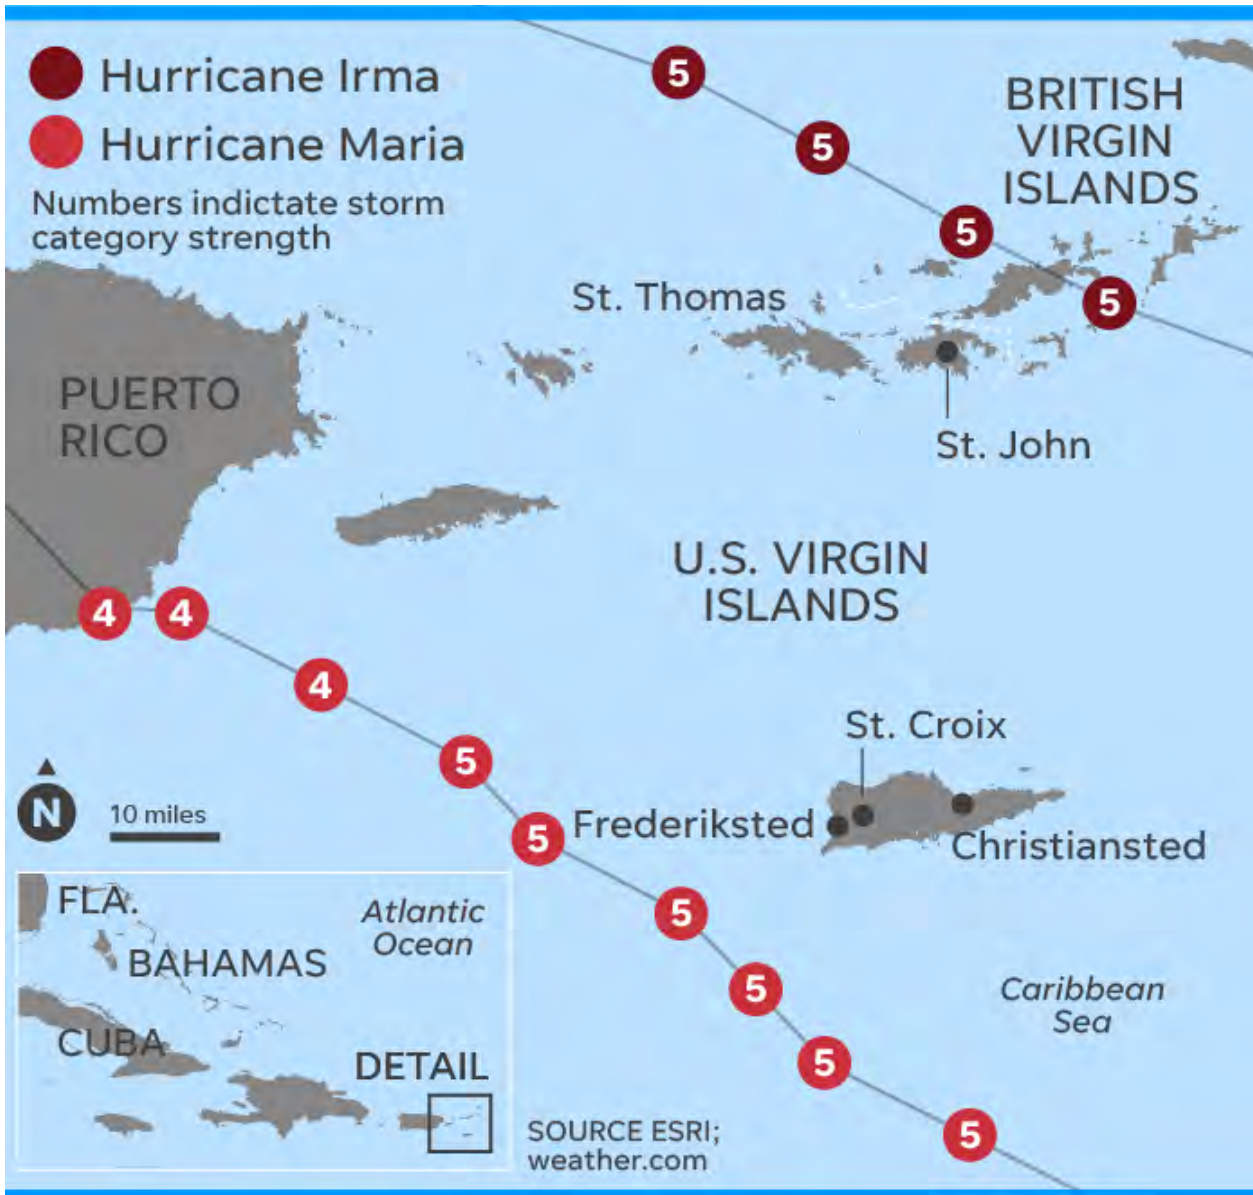 Hurricane Irma
Hurricane Maria
Numbers indictate storm
category strength
5
5
5
5
BRITISH
VIRGIN
ISLANDS
St. Thomas
St. John
PUERTO
RICO
U.S. VIRGIN
ISLANDS
4
4
4
5
5
5
5
5
5
St. Croix
Frederiksted
Christiansted
N
10 miles
FLA.
BAHAMAS
CUBA
Atlantic
Ocean
DETAIL
Caribbean
Sea
SOURCE ESRI;
weather.com